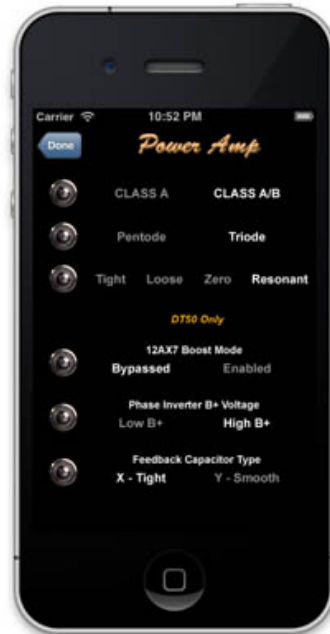 Carrier 10:52 PM
Done Power Amp
CLASS A CLASS A/B
Pentode Triode
Tight Loose Zero Resonant
DT50 Only
12AX7 Boost Mode
Bypassed Enabled
Phase Inverter B+ Voltage
Low B+ High B+
Feedback Capacitor Type
X - Tight Y - Smooth